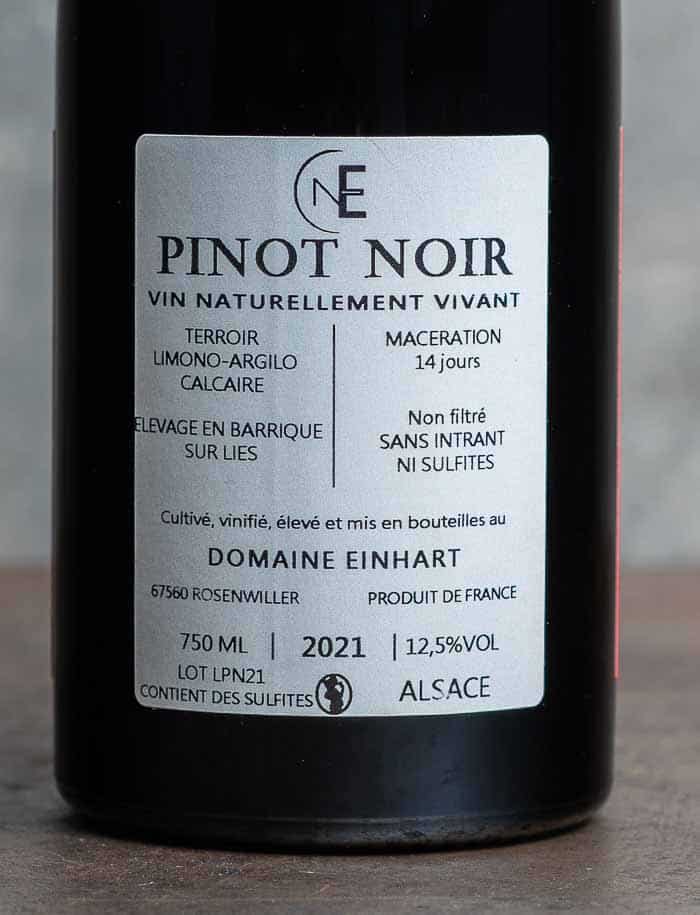 NE
PINOT NOIR
VIN NATURELLEMENT VIVANT
TERROIR
LIMONO-ARGILO
CALCAIRE
ELEVAGE EN BARRIQUE
SUR LIES
MACERATION
14 jours
Non filtré
SANS INTRANT
NI SULFITES
Cultivé, vinifié, élevé et mis en bouteilles au
DOMAINE EINHART
67560 ROSENWILLER PRODUIT DE FRANCE
750 ML | 2021 | 12,5%VOL
LOT LPN21
CONTIENT DES SULFITES
ALSACE